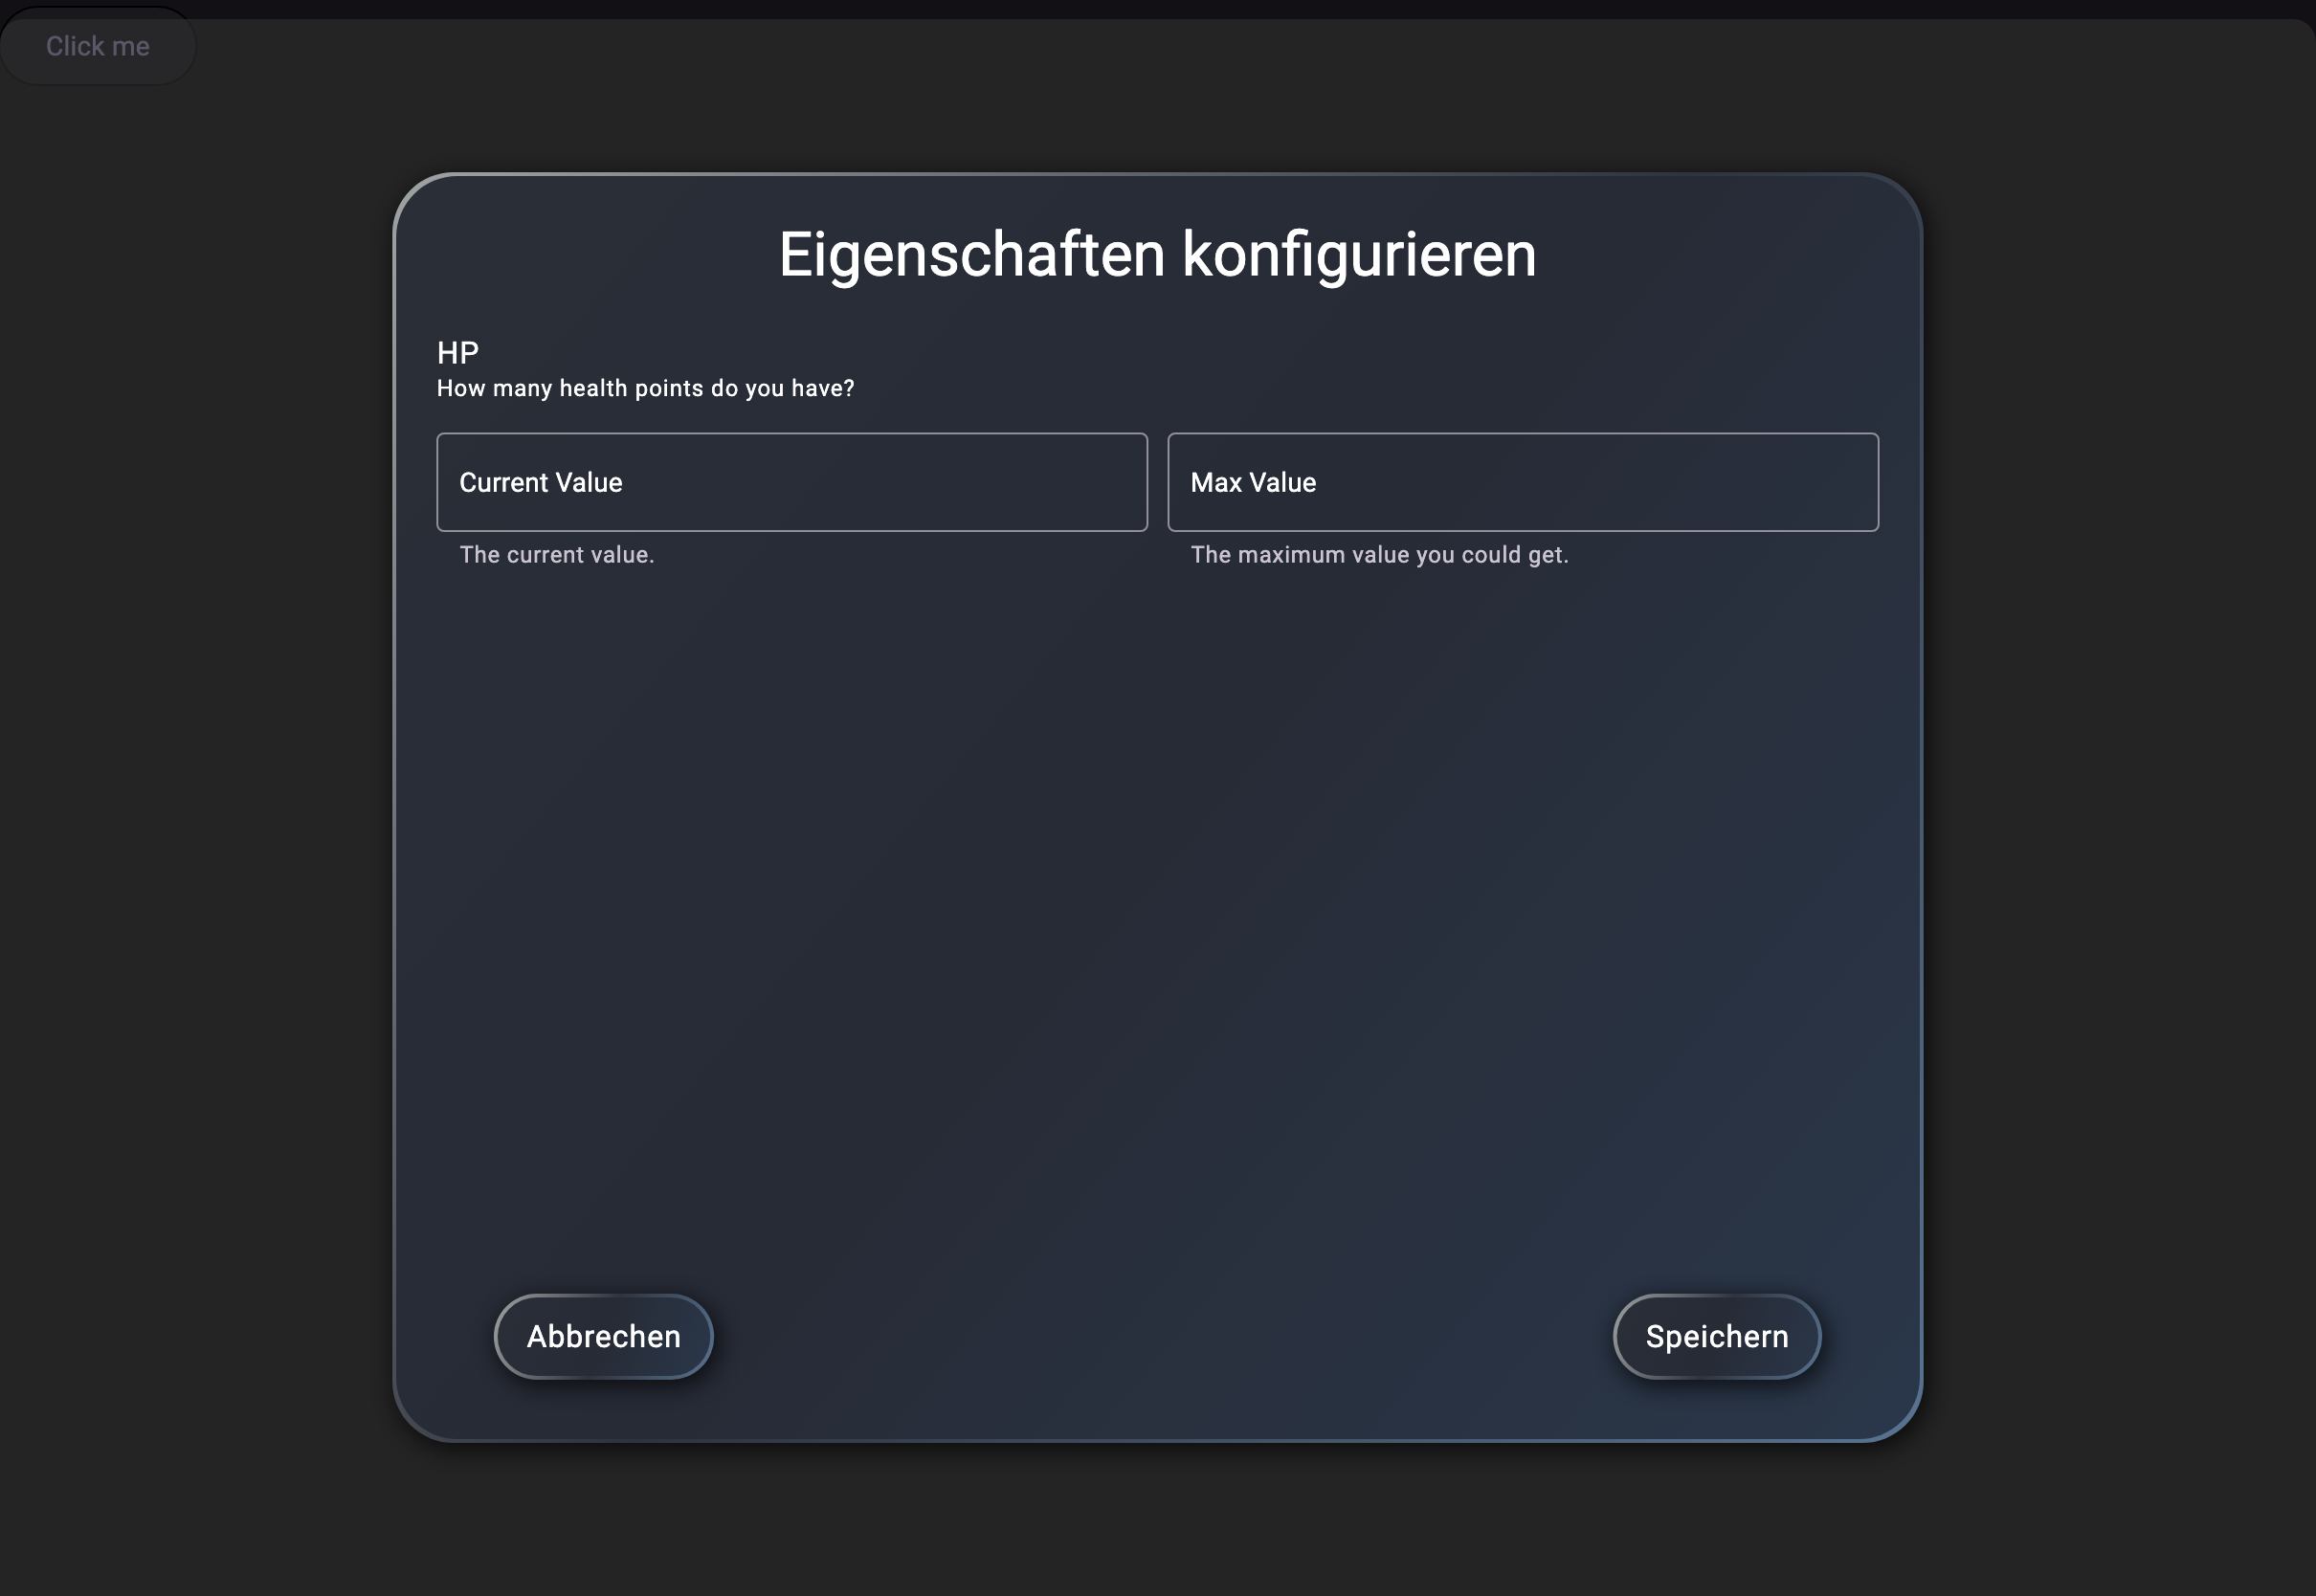 Click me
Eigenschaften konfigurieren
HP
How many health points do you have?
Current Value
Max Value
The current value.
The maximum value you could get.
Abbrechen
Speichern